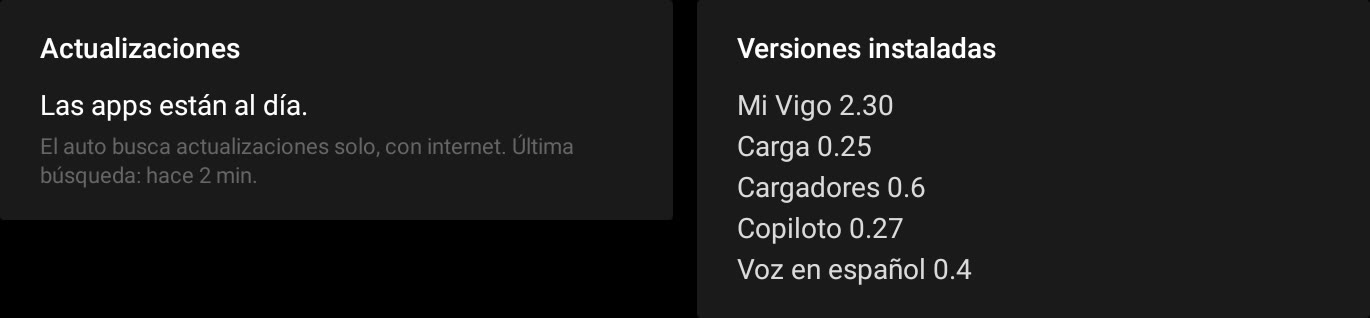 Actualizaciones
Las apps están al día.
El auto busca actualizaciones solo, con internet. Última
búsqueda: hace 2 min.
Versiones instaladas
Mi Vigo 2.30
Carga 0.25
Cargadores 0.6
Copiloto 0.27
Voz en español 0.4